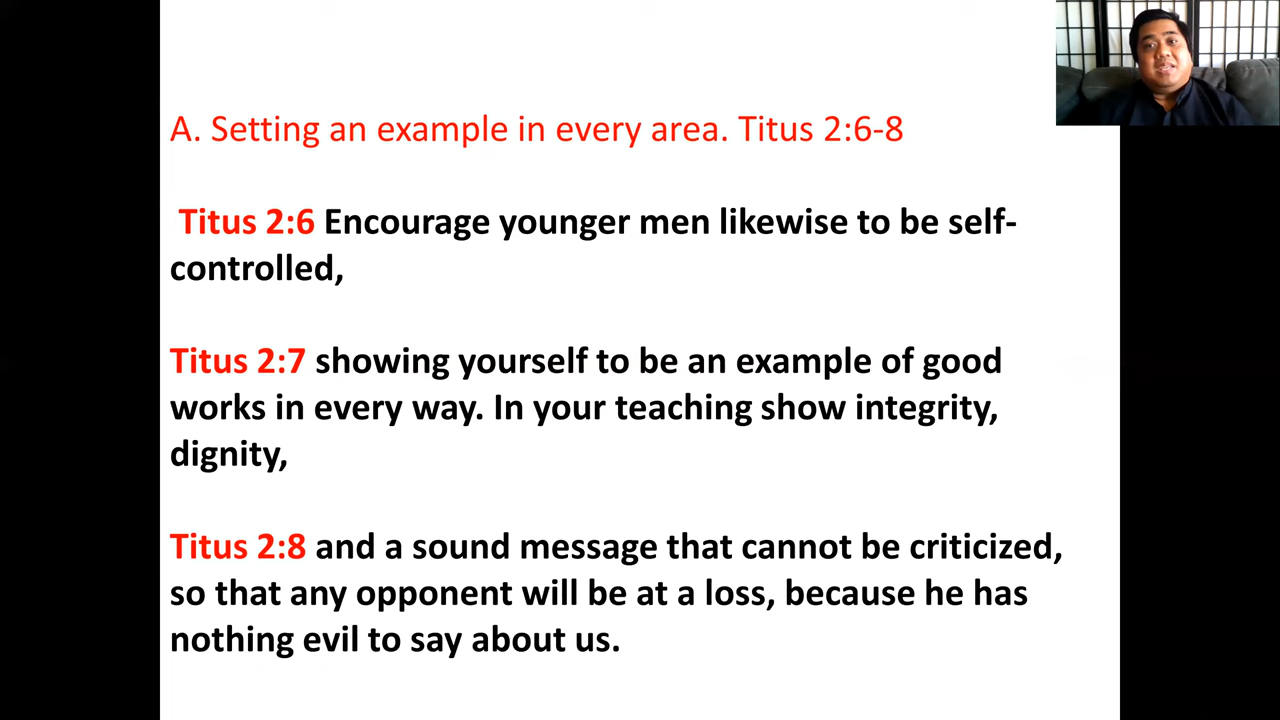 A. Setting an example in every area. Titus 2:6-8
Titus 2:6 Encourage younger men likewise to be self-
controlled,
Titus 2:7 showing yourself to be an example of good
works in every way. In your teaching show integrity,
dignity,
Titus 2:8 and a sound message that cannot be criticized,
so that any opponent will be at a loss, because he has
nothing evil to say about us.